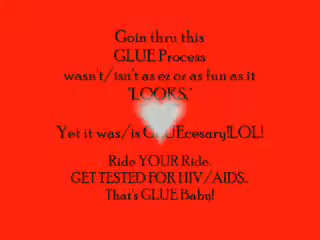 Goin thru this
GLUE Process
wasn't/isn't as ez or as fun as it
"LOOKS."
Yet it was/is GLUEcesary!LOL!
Ride YOUR Ride.
GET TESTED FOR HIV/AIDS.
That's GLUE Baby!